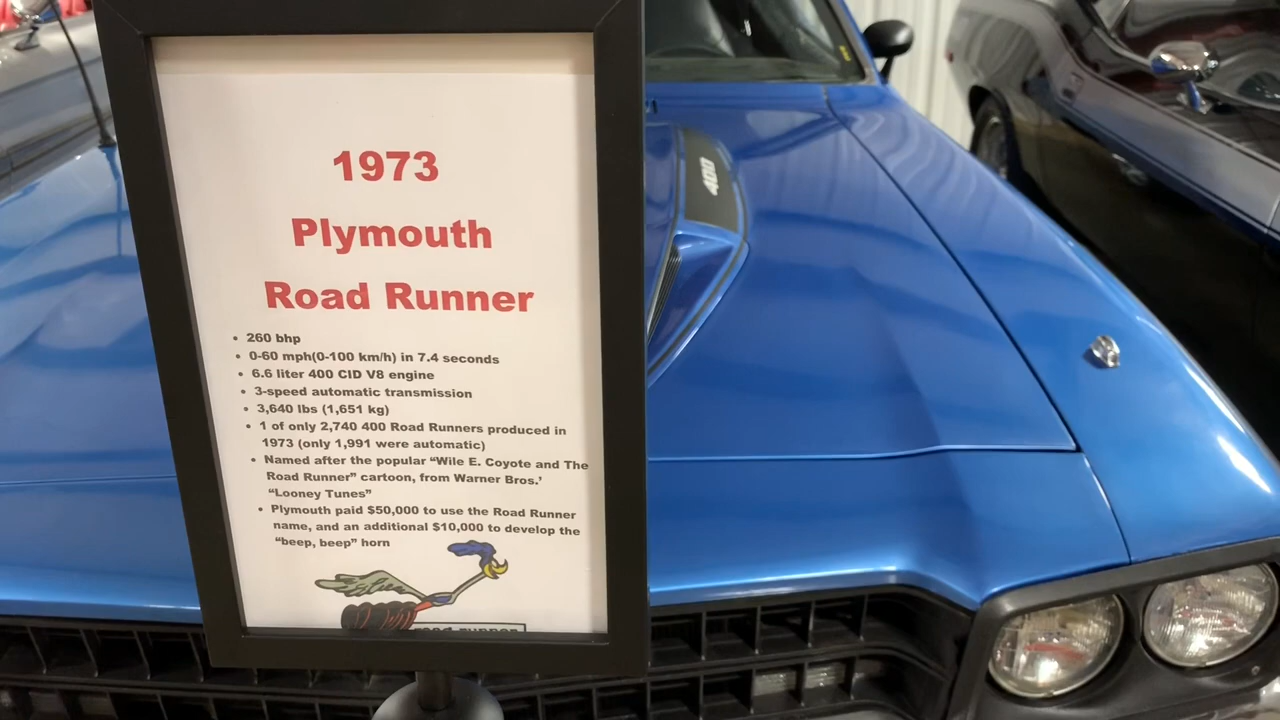 1973
Plymouth
Road Runner
• 260 bhp
• 0-60 mph(0-100 km/h) in 7.4 seconds
• 6.6 liter 400 CID V8 engine
• 3-speed automatic transmission
• 3,640 lbs (1,651 kg)
• 1 of only 2,740 400 Road Runners produced in
1973 (only 1,991 were automatic)
• Named after the popular “Wile E. Coyote and The
Road Runner” cartoon, from Warner Bros.’
“Looney Tunes”
• Plymouth paid $50,000 to use the Road Runner
name, and an additional $10,000 to develop the
“beep, beep” horn
road runner
400